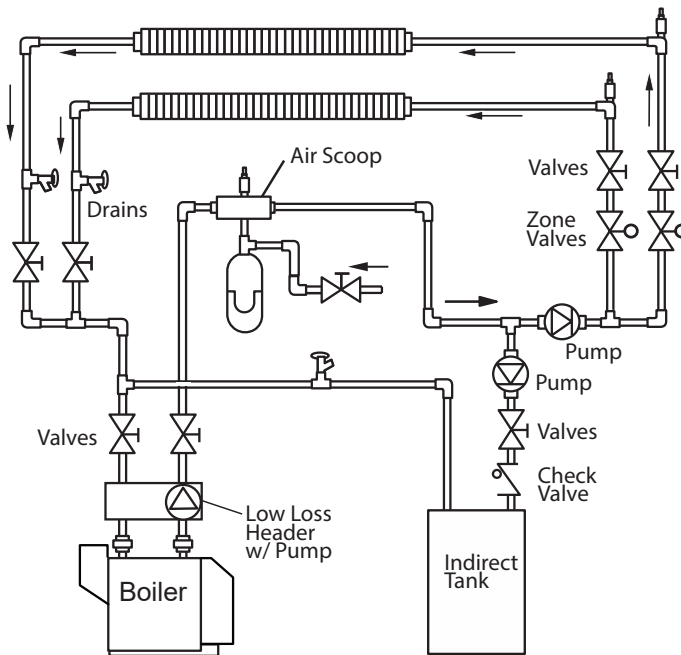 Air Scoop
Valves
Drains
Zone
Valves
Pump
Pump
Valves
Valves
Check
Valve
Low Loss
Header
w/ Pump
Indirect
Tank
Boiler